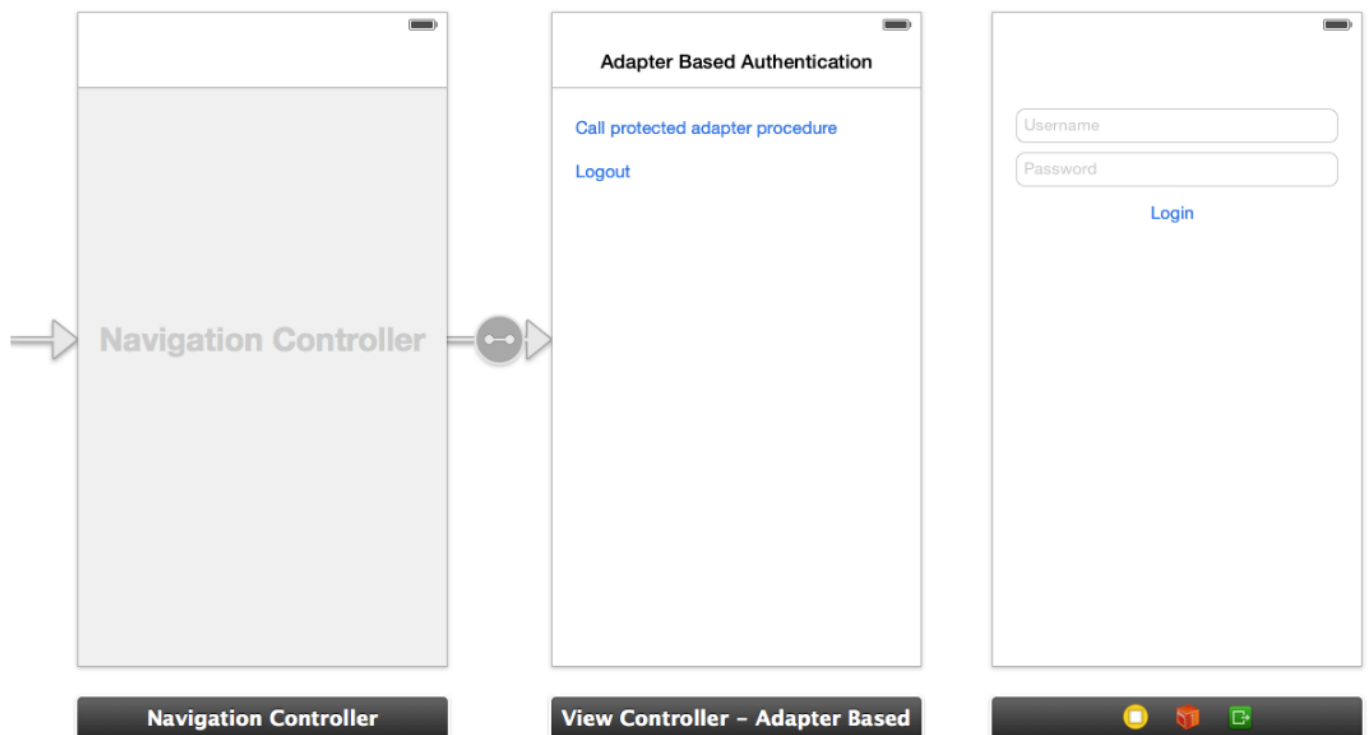 Navigation Controller
Navigation Controller
Adapter Based Authentication
Call protected adapter procedure
Logout
View Controller – Adapter Based
Username
Password
Login